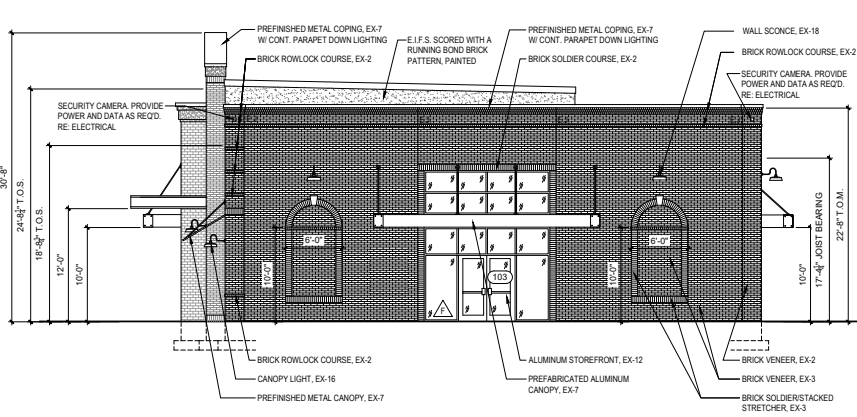 PREFINISHED METAL COPING, EX-7
W/ CONT. PARAPET DOWN LIGHTING
BRICK ROWLOCK COURSE, EX-2
E.I.F.S. SCORED WITH A
RUNNING BOND BRICK
PATTERN, PAINTED
PREFINISHED METAL COPING, EX-7
W/ CONT. PARAPET DOWN LIGHTING
BRICK SOLDIER COURSE, EX-2
WALL SCONCE, EX-18
BRICK ROWLOCK COURSE, EX-2
SECURITY CAMERA. PROVIDE
POWER AND DATA AS REQ'D.
RE: ELECTRICAL
SECURITY CAMERA. PROVIDE
POWER AND DATA AS REQ'D.
RE: ELECTRICAL
30'-8"
24'-8½" T.O.S.
18'-8½" T.O.S.
12'-0"
10'-0"
6'-0"
10'-0"
103
F
6'-0"
10'-0"
10'-0"
17'-4½" JOIST BEARING
22'-8" T.O.M.
BRICK ROWLOCK COURSE, EX-2
CANOPY LIGHT, EX-16
PREFINISHED METAL CANOPY, EX-7
ALUMINUM STOREFRONT, EX-12
PREFABRICATED ALUMINUM
CANOPY, EX-7
BRICK VENEER, EX-2
BRICK VENEER, EX-3
BRICK SOLDIER/STACKED
STRETCHER, EX-3